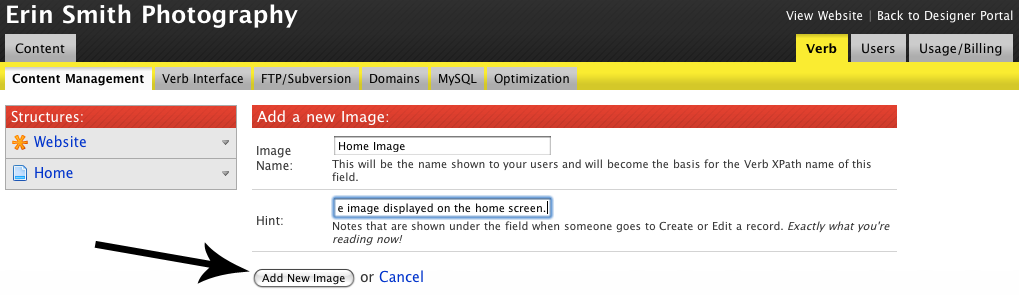 Erin Smith Photography
View Website | Back to Designer Portal
Content
Verb
Users
Usage/Billing
Content Management
Verb Interface
FTP/Subversion
Domains
MySQL
Optimization
Structures:
Website
Home
Add a new Image:
Image Name:
Home Image
This will be the name shown to your users and will become the basis for the Verb XPath name of this
field.
Hint:
e image displayed on the home screen.
Notes that are shown under the field when someone goes to Create or Edit a record. Exactly what you're
reading now!
Add New Image or Cancel